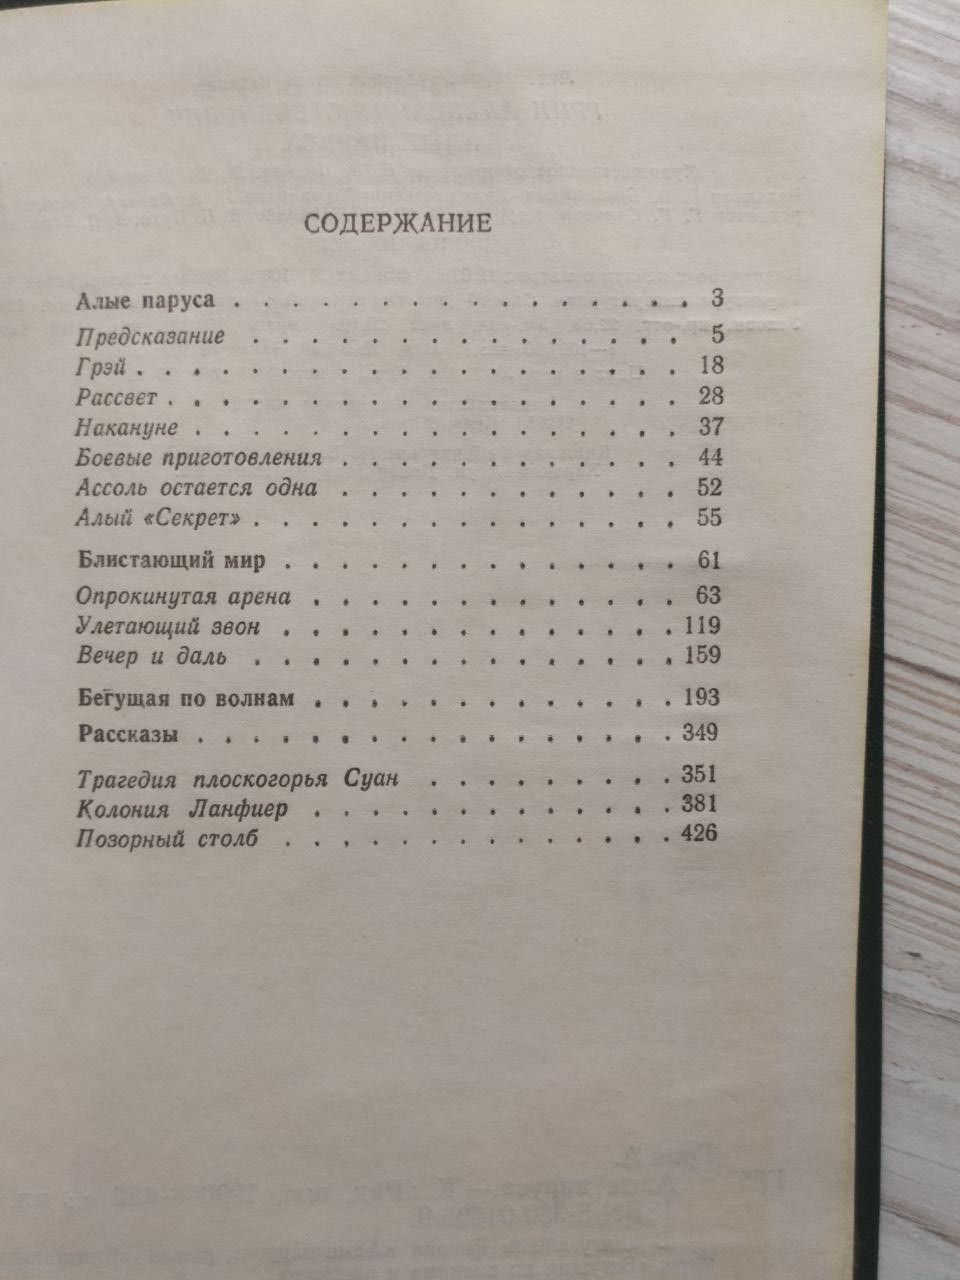 СОДЕРЖАНИЕ
Алые паруса . . . . . . . . . . . . . . . . 3
Предсказание . . . . . . . . . . . . . . . 5
Грэй . . . . . . . . . . . . . . . . . . . 18
Рассвет . . . . . . . . . . . . . . . . . . 28
Накануне . . . . . . . . . . . . . . . . . 37
Боевые приготовления . . . . . . . . . . . . 44
Ассоль остается одна . . . . . . . . . . . . 52
Алый «Секрет» . . . . . . . . . . . . . . . 55
Блистающий мир . . . . . . . . . . . . . . 61
Опрокинутая арена . . . . . . . . . . . . . 63
Улетающий звон . . . . . . . . . . . . . . 119
Вечер и даль . . . . . . . . . . . . . . . 159
Бегущая по волнам . . . . . . . . . . . . . 193
Рассказы . . . . . . . . . . . . . . . . . 349
Трагедия плоскогорья Суан . . . . . . . . . 351
Колония Ланфиер . . . . . . . . . . . . . 381
Позорный столб . . . . . . . . . . . . . . 426